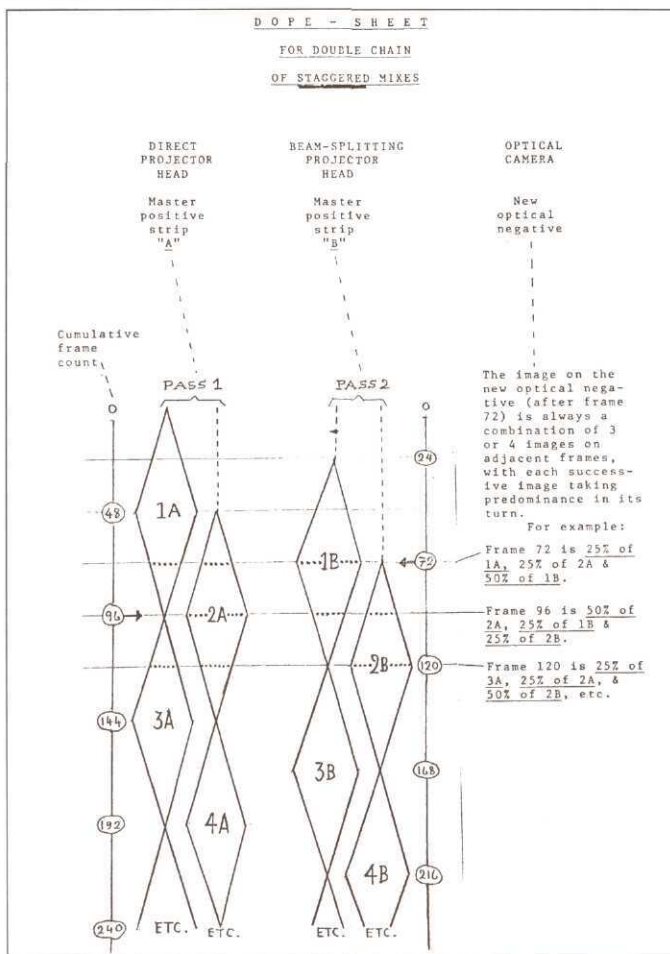 DOPE - SHEET
FOR DOUBLE CHAIN
OF STAGGERED MIXES
DIRECT
PROJECTOR
HEAD
Master
positive
strip
"A"
BEAM-SPLITTING
PROJECTOR
HEAD
Master
positive
strip
"B"
OPTICAL
CAMERA
New
optical
negative
Cumulative
frame
count
PASS 1
PASS 2
0
0
The image on the
new optical nega-
tive (after frame
72) is always a
combination of 3
or 4 images on
adjacent frames,
with each success-
ive image taking
predominance in its
turn.
For example:
24
48
1A
1B
72
Frame 72 is 25% of
1A, 25% of 2A &
50% of 1B.
96
2A
Frame 96 is 50% of
2A, 25% of 1B &
25% of 2B.
2B
120
Frame 120 is 25% of
3A, 25% of 2A, &
50% of 2B, etc.
144
3A
3B
168
192
4A
4B
216
240
ETC.
ETC.
ETC.
ETC.